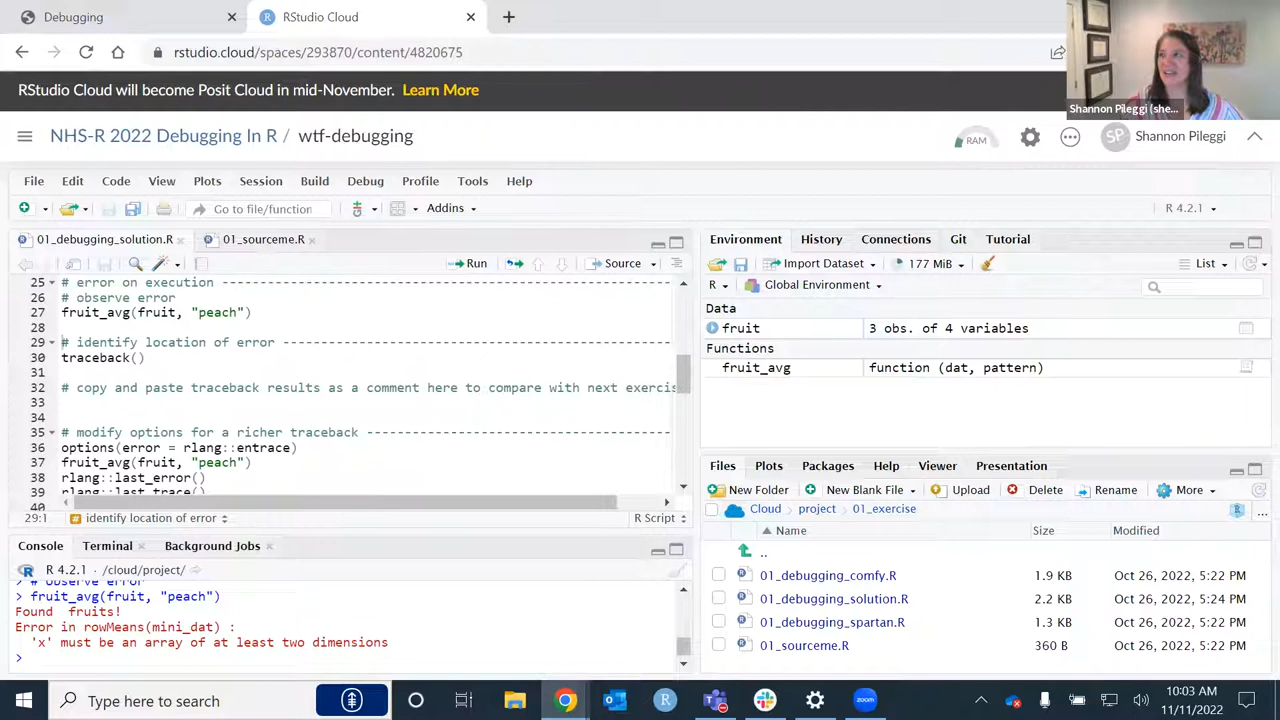 Debugging
RStudio Cloud
rstudio.cloud/spaces/293870/content/4820675
RStudio Cloud will become Posit Cloud in mid-November. Learn More
Shannon Pileggi (she...
NHS-R 2022 Debugging In R / wtf-debugging
RAM
SP
Shannon Pileggi
File Edit Code View Plots Session Build Debug Profile Tools Help
Go to file/function
Addins
R 4.2.1
01_debugging_solution.R
01_sourceme.R
Run
Source
25 # error on execution --------------------------------------------------------
26 # observe error
27 fruit_avg(fruit, "peach")
28
29 # identify location of error --------------------------------------------------
30 traceback()
31
32 # copy and paste traceback results as a comment here to compare with next exercis
33
34
35 # modify options for a richer traceback ---------------------------------------
36 options(error = rlang::entrace)
37 fruit_avg(fruit, "peach")
38 rlang::last_error()
39 rlang::last_trace()
40
29:1
# identify location of error
R Script
Console Terminal Background Jobs
R 4.2.1 · /cloud/project/
> # observe error
> fruit_avg(fruit, "peach")
Found  fruits!
Error in rowMeans(mini_dat) :
'x' must be an array of at least two dimensions
>
Environment History Connections Git Tutorial
Import Dataset
177 MiB
List
R
Global Environment
Data
fruit 3 obs. of 4 variables
Functions
fruit_avg function (dat, pattern)
Files Plots Packages Help Viewer Presentation
New Folder New Blank File Upload Delete Rename More
Cloud project 01_exercise
...
Name Size Modified
..
01_debugging_comfy.R 1.9 KB Oct 26, 2022, 5:22 PM
01_debugging_solution.R 2.2 KB Oct 26, 2022, 5:24 PM
01_debugging_spartan.R 1.3 KB Oct 26, 2022, 5:22 PM
01_sourceme.R 360 B Oct 26, 2022, 5:22 PM
Type here to search
zoom
10:03 AM
11/11/2022